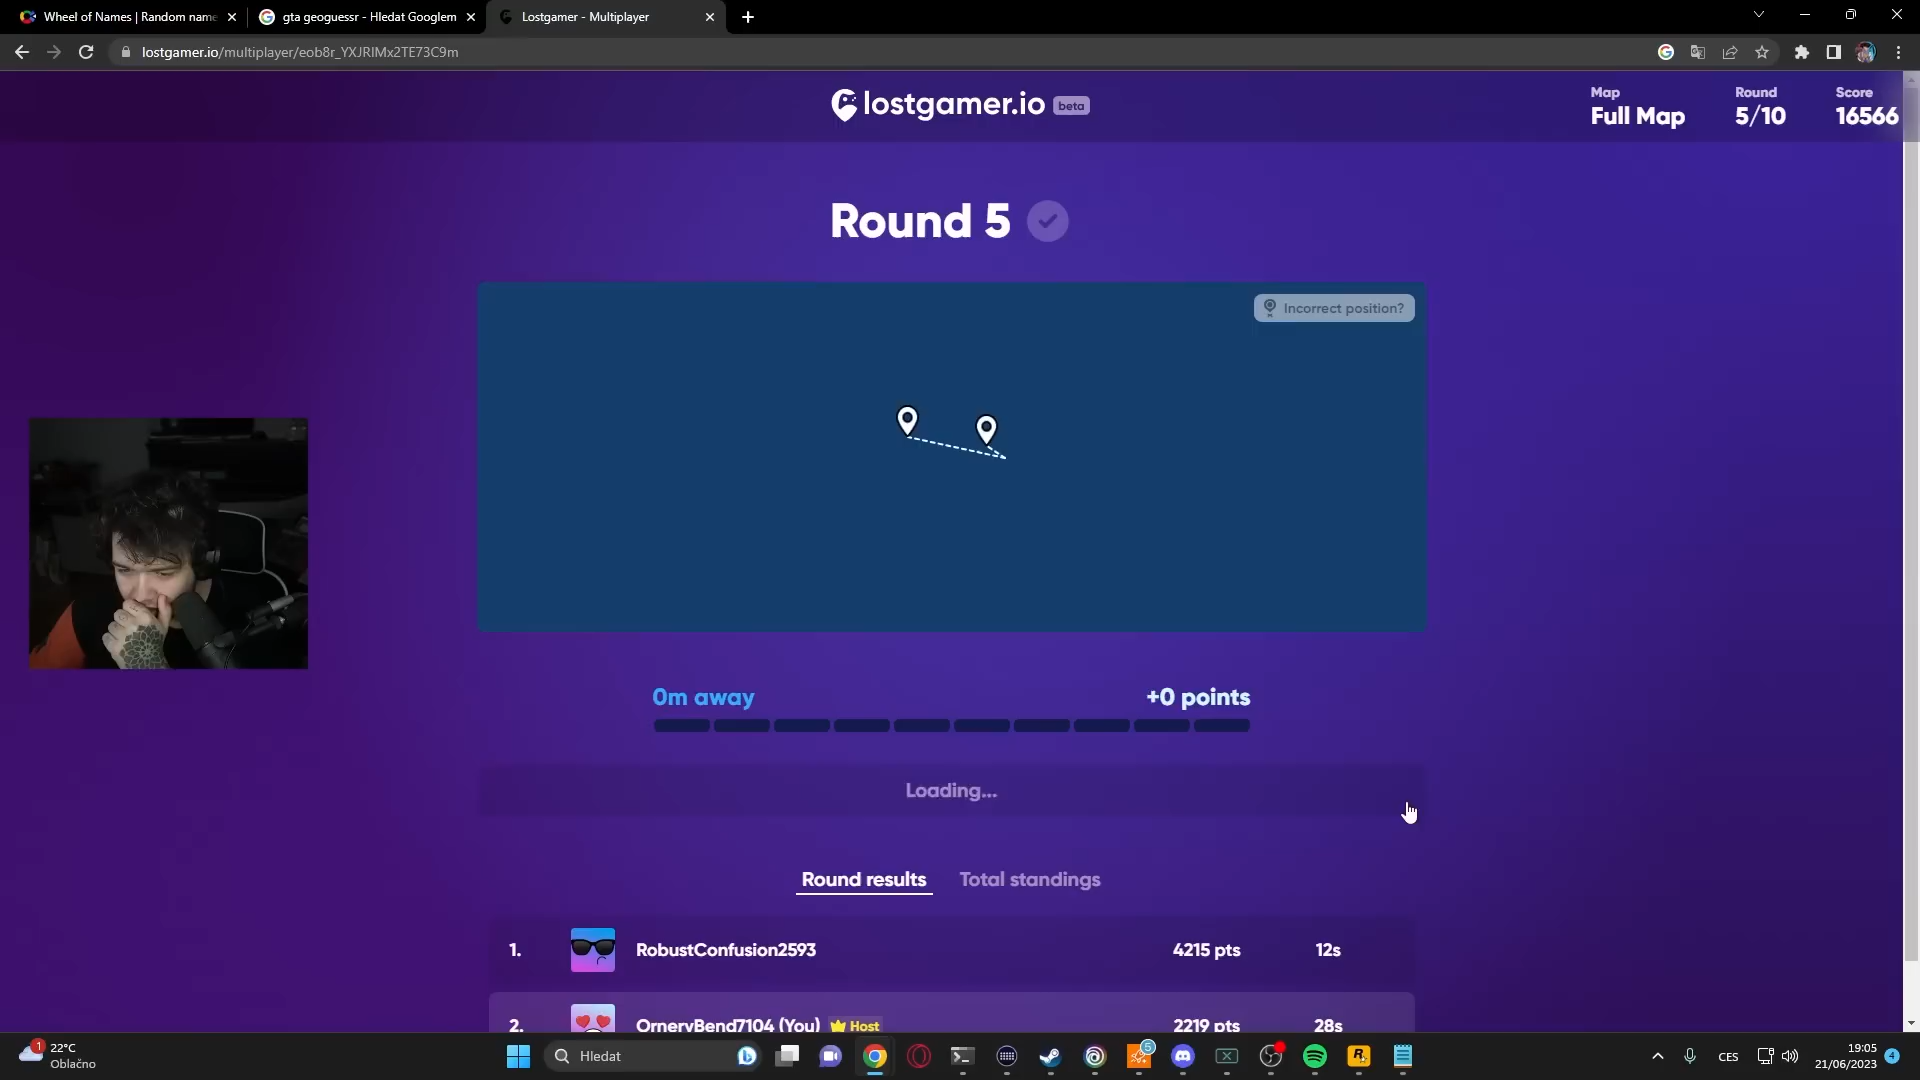 Wheel of Names | Random name
gta geoguessr - Hledat Googlem
Lostgamer - Multiplayer
lostgamer.io/multiplayer/eob8r_YXJRIMx2TE73C9m
lostgamer.io beta
Map
Full Map
Round
5/10
Score
16566
Round 5
Incorrect position?
0m away
+0 points
Loading...
Round results
Total standings
1.
RobustConfusion2593
4215 pts
12s
2.
OrneryBend7104 (You)
Host
2219 pts
28s
1
22°C
Oblačno
Hledat
5
CES
19:05
21/06/2023
4